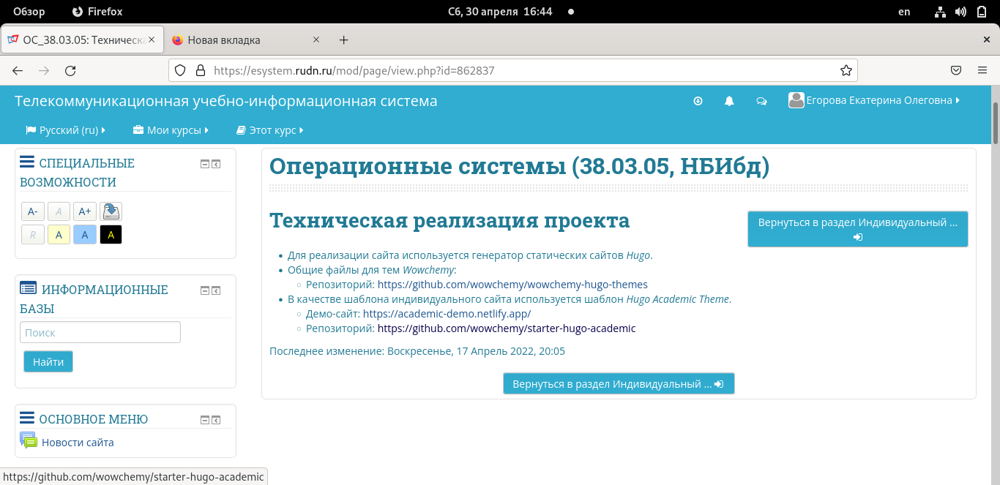 Обзор Firefox Сб, 30 апреля 16:44 en
ОС_38.03.05: Техническа Новая вкладка
https://esystem.rudn.ru/mod/page/view.php?id=862837
Телекоммуникационная учебно-информационная система Егорова Екатерина Олеговна
Русский (ru) Мои курсы Этот курс
СПЕЦИАЛЬНЫЕ
ВОЗМОЖНОСТИ
A- A A+
R A A A
ИНФОРМАЦИОННЫЕ
БАЗЫ
Поиск
Найти
ОСНОВНОЕ МЕНЮ
Новости сайта
Операционные системы (38.03.05, НБИбд)
Техническая реализация проекта
Вернуться в раздел Индивидуальный ...
Для реализации сайта используется генератор статических сайтов Hugo.
Общие файлы для тем Wowchemy:
Репозиторий: https://github.com/wowchemy/wowchemy-hugo-themes
В качестве шаблона индивидуального сайта используется шаблон Hugo Academic Theme.
Демо-сайт: https://academic-demo.netlify.app/
Репозиторий: https://github.com/wowchemy/starter-hugo-academic
Последнее изменение: Воскресенье, 17 Апрель 2022, 20:05
Вернуться в раздел Индивидуальный ...
https://github.com/wowchemy/starter-hugo-academic